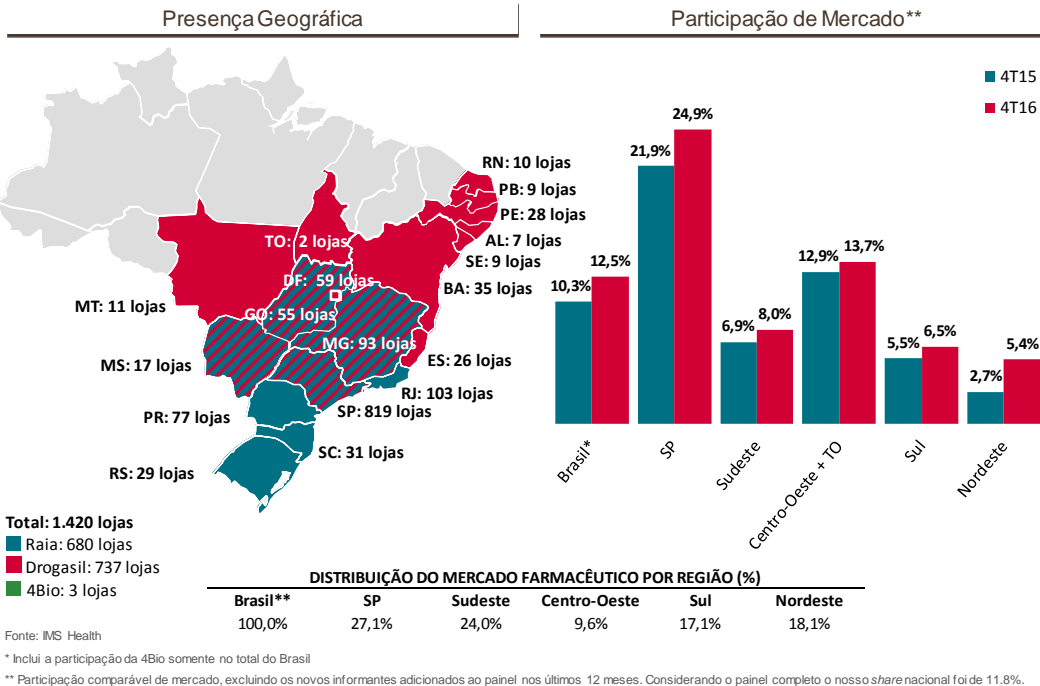 Presença Geográfica
RN: 10 lojas
PB: 9 lojas
PE: 28 lojas
AL: 7 lojas
TO: 2 lojas
SE: 9 lojas
DF: 59 lojas
BA: 35 lojas
MT: 11 lojas
GO: 55 lojas
MG: 93 lojas
ES: 26 lojas
MS: 17 lojas
RJ: 103 lojas
SP: 819 lojas
PR: 77 lojas
SC: 31 lojas
RS: 29 lojas
Total: 1.420 lojas
Raia: 680 lojas
Drogasil: 737 lojas
4Bio: 3 lojas
Participação de Mercado**
4T15
4T16
10,3% 12,5%
21,9% 24,9%
6,9% 8,0%
12,9% 13,7%
5,5% 6,5%
2,7% 5,4%
Brasil*
SP
Sudeste
Centro-Oeste + TO
Sul
Nordeste
DISTRIBUIÇÃO DO MERCADO FARMACÊUTICO POR REGIÃO (%)
Brasil** SP Sudeste Centro-Oeste Sul Nordeste
100,0% 27,1% 24,0% 9,6% 17,1% 18,1%
Fonte: IMS Health
* Inclui a participação da 4Bio somente no total do Brasil
** Participação comparável de mercado, excluindo os novos informantes adicionados ao painel nos últimos 12 meses. Considerando o painel completo o nosso share nacional foi de 11.8%.